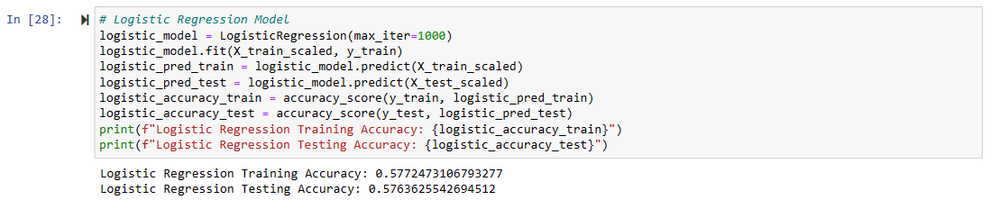 In [28]:
# Logistic Regression Model
logistic_model = LogisticRegression(max_iter=1000)
logistic_model.fit(X_train_scaled, y_train)
logistic_pred_train = logistic_model.predict(X_train_scaled)
logistic_pred_test = logistic_model.predict(X_test_scaled)
logistic_accuracy_train = accuracy_score(y_train, logistic_pred_train)
logistic_accuracy_test = accuracy_score(y_test, logistic_pred_test)
print(f"Logistic Regression Training Accuracy: {logistic_accuracy_train}")
print(f"Logistic Regression Testing Accuracy: {logistic_accuracy_test}")
Logistic Regression Training Accuracy: 0.5772473106793277
Logistic Regression Testing Accuracy: 0.5763625542694512